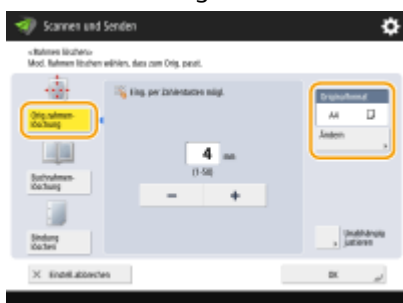 Scannen und Senden
<Rahmen löschen>
Mod. Rahmen löschen wählen, dass zum Orig. passt.
Orig.rahmen-
löschung
Buchrahmen-
löschung
Bindung
löschen
Eing. per Zahlentasten mögl.
4 mm
(1-50)
－ +
Originalformat
A4
Ändern
Unabhängig
justieren
Einstell.abbrechen
OK